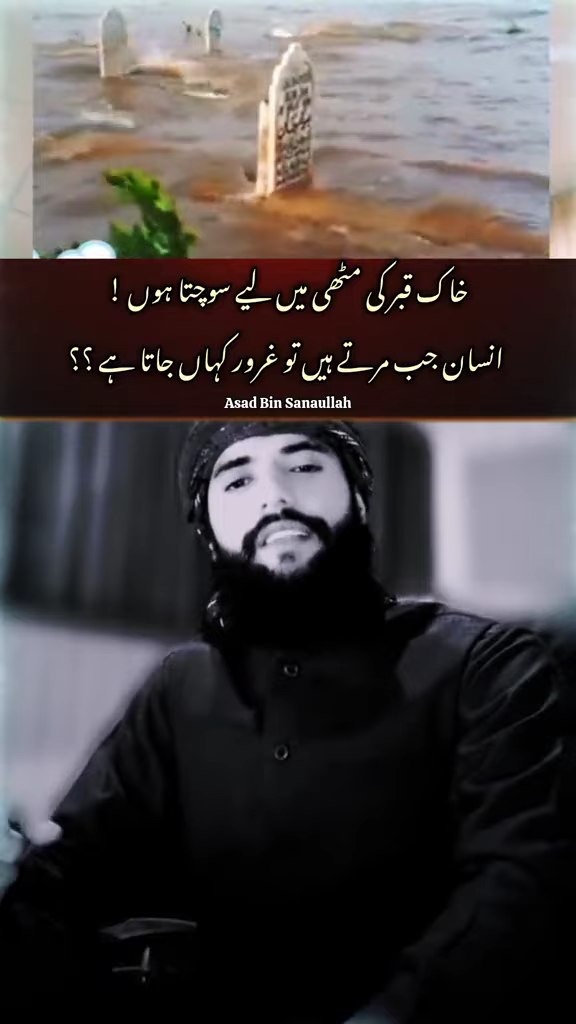 خاک قبر کی مٹھی میں لیے سوچتا ہوں !
انسان جب مرتے ہیں تو غرور کہاں جاتا ہے ؟؟
Asad Bin Sanaullah